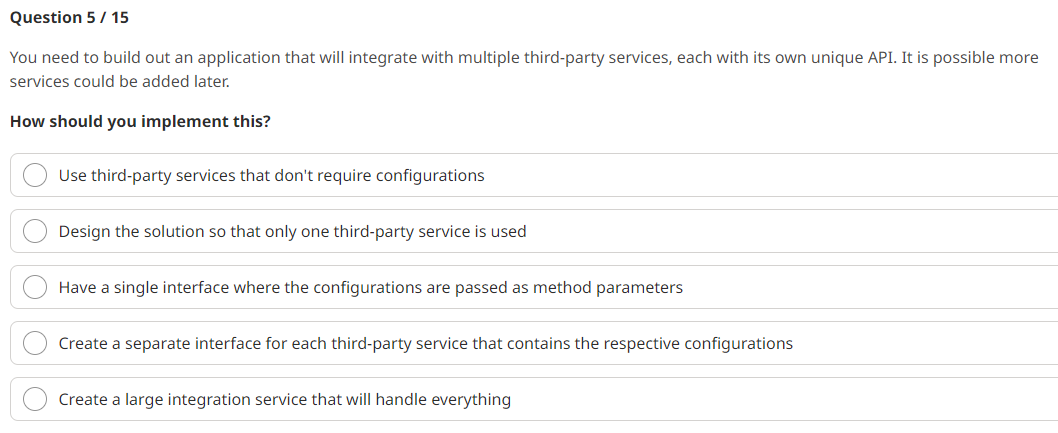 Question 5 / 15
You need to build out an application that will integrate with multiple third-party services, each with its own unique API. It is possible more
services could be added later.
How should you implement this?
Use third-party services that don't require configurations
Design the solution so that only one third-party service is used
Have a single interface where the configurations are passed as method parameters
Create a separate interface for each third-party service that contains the respective configurations
Create a large integration service that will handle everything